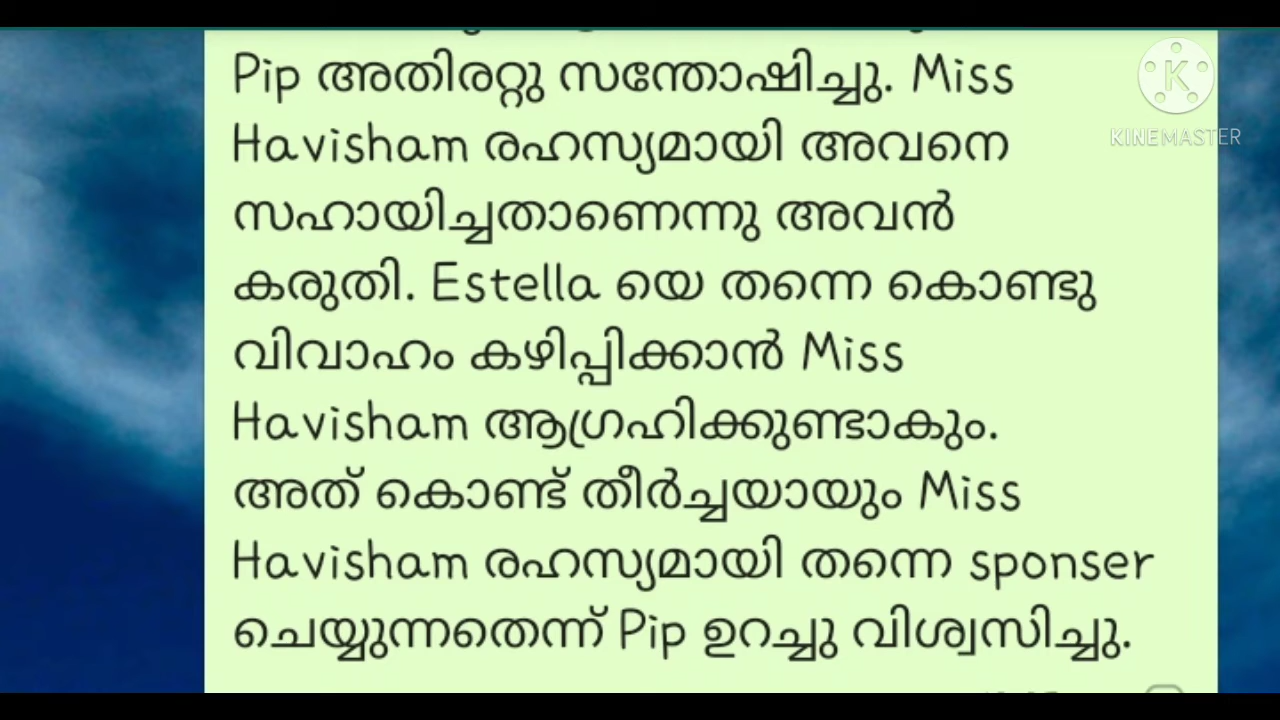 Pip അതിരറ്റു സന്തോഷിച്ചു. Miss
Havisham രഹസ്യമായി അവനെ
സഹായിച്ചതാണെന്നു അവൻ
കരുതി. Estella യെ തന്നെ കൊണ്ടു
വിവാഹം കഴിപ്പിക്കാൻ Miss
Havisham ആഗ്രഹിക്കുണ്ടാകും.
അത് കൊണ്ട് തീർച്ചയായും Miss
Havisham രഹസ്യമായി തന്നെ sponser
ചെയ്യുന്നതെന്ന് Pip ഉറച്ചു വിശ്വസിച്ചു.
K
KINEMASTER